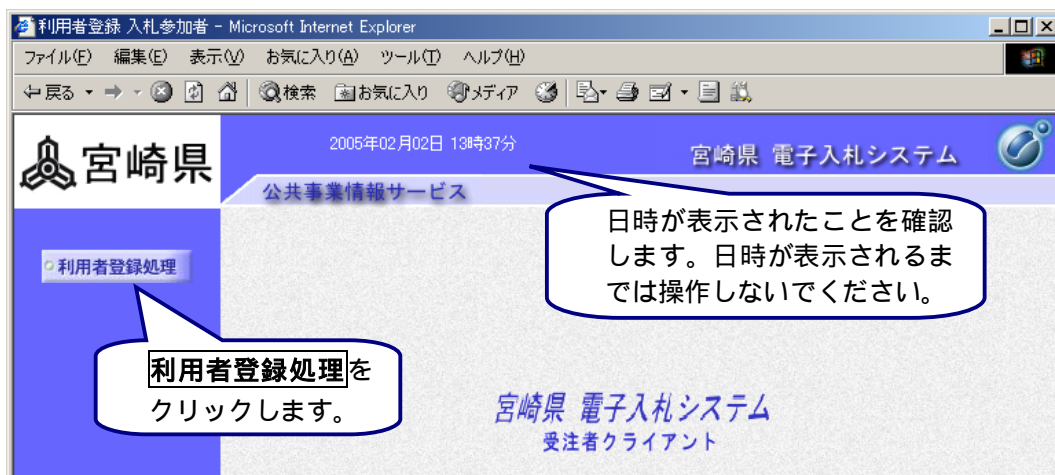 利用者登録 入札参加者 - Microsoft Internet Explorer
ファイル(F) 編集(E) 表示(V) お気に入り(A) ツール(T) ヘルプ(H)
戻る 検索 お気に入り メディア
宮崎県
2005年02月02日 13時37分
宮崎県 電子入札システム
公共事業情報サービス
日時が表示されたことを確認
します。日時が表示されるま
では操作しないでください。
利用者登録処理
利用者登録処理を
クリックします。
宮崎県 電子入札システム
受注者クライアント